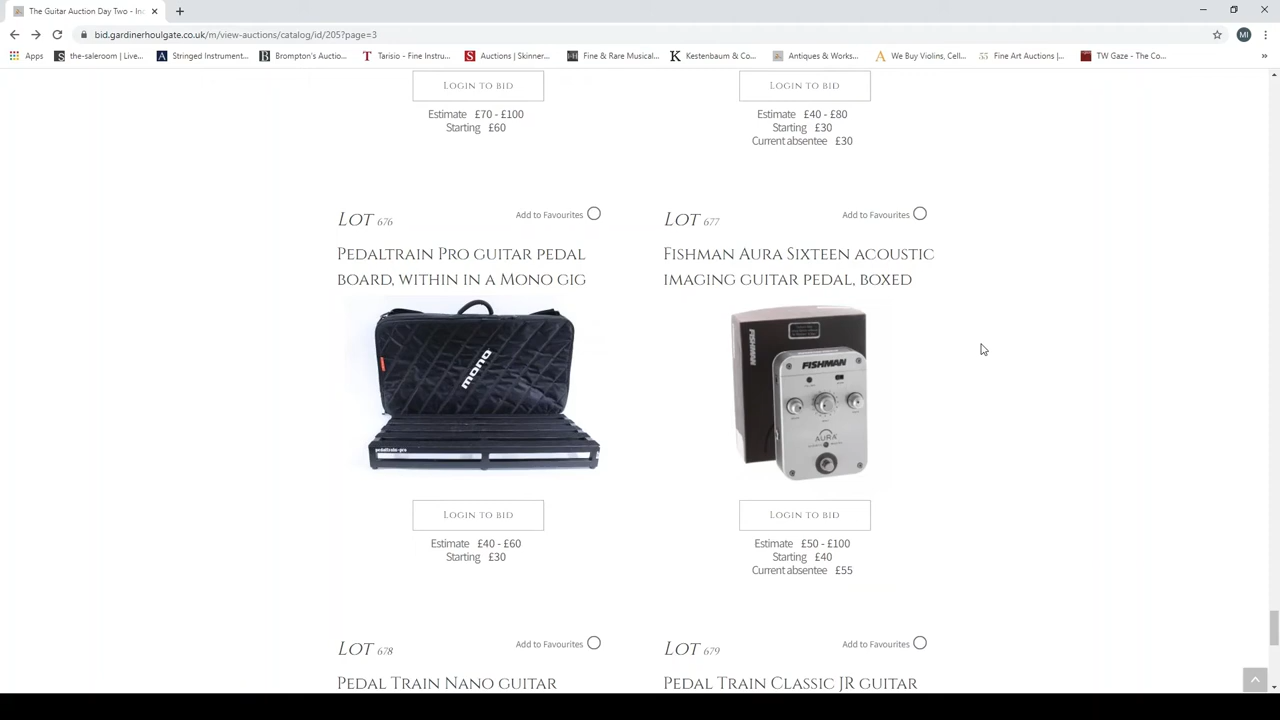 The Guitar Auction Day Two - In
bid.gardinerhoulgate.co.uk/m/view-auctions/catalog/id/205?page=3
MI
Apps
the-saleroom | Live...
Stringed Instrument...
Brompton's Auctio...
Tarisio - Fine Instru...
Auctions | Skinner...
Fine & Rare Musical...
Kestenbaum & Co...
Antiques & Works...
We Buy Violins, Cell...
Fine Art Auctions |...
TW Gaze - The Co...
LOGIN TO BID
Estimate £70 - £100
Starting £60
LOGIN TO BID
Estimate £40 - £80
Starting £30
Current absentee £30
LOT 676
Add to Favourites
PEDALTRAIN PRO GUITAR PEDAL
BOARD, WITHIN IN A MONO GIG
mono
pedaltrain-pro
LOGIN TO BID
Estimate £40 - £60
Starting £30
LOT 677
Add to Favourites
FISHMAN AURA SIXTEEN ACOUSTIC
IMAGING GUITAR PEDAL, BOXED
FISHMAN
FISHMAN
AURA
LOGIN TO BID
Estimate £50 - £100
Starting £40
Current absentee £55
LOT 678
Add to Favourites
PEDAL TRAIN NANO GUITAR
LOT 679
Add to Favourites
PEDAL TRAIN CLASSIC JR GUITAR